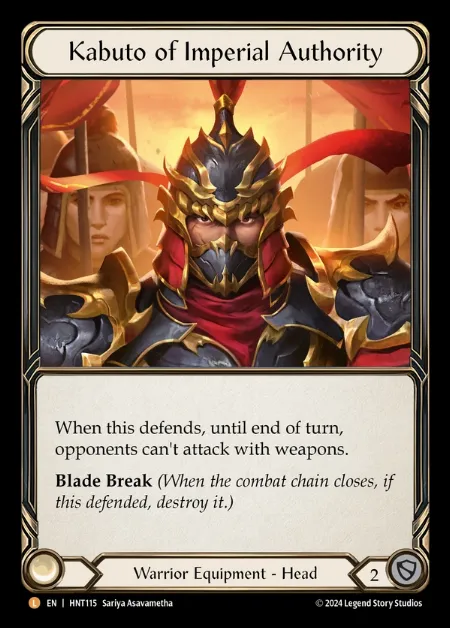 Kabuto of Imperial Authority
When this defends, until end of turn,
opponents can't attack with weapons.
Blade Break (When the combat chain closes, if
this defended, destroy it.)
Warrior Equipment - Head
2
L EN | HNT115 Sariya Asavametha
© 2024 Legend Story Studios